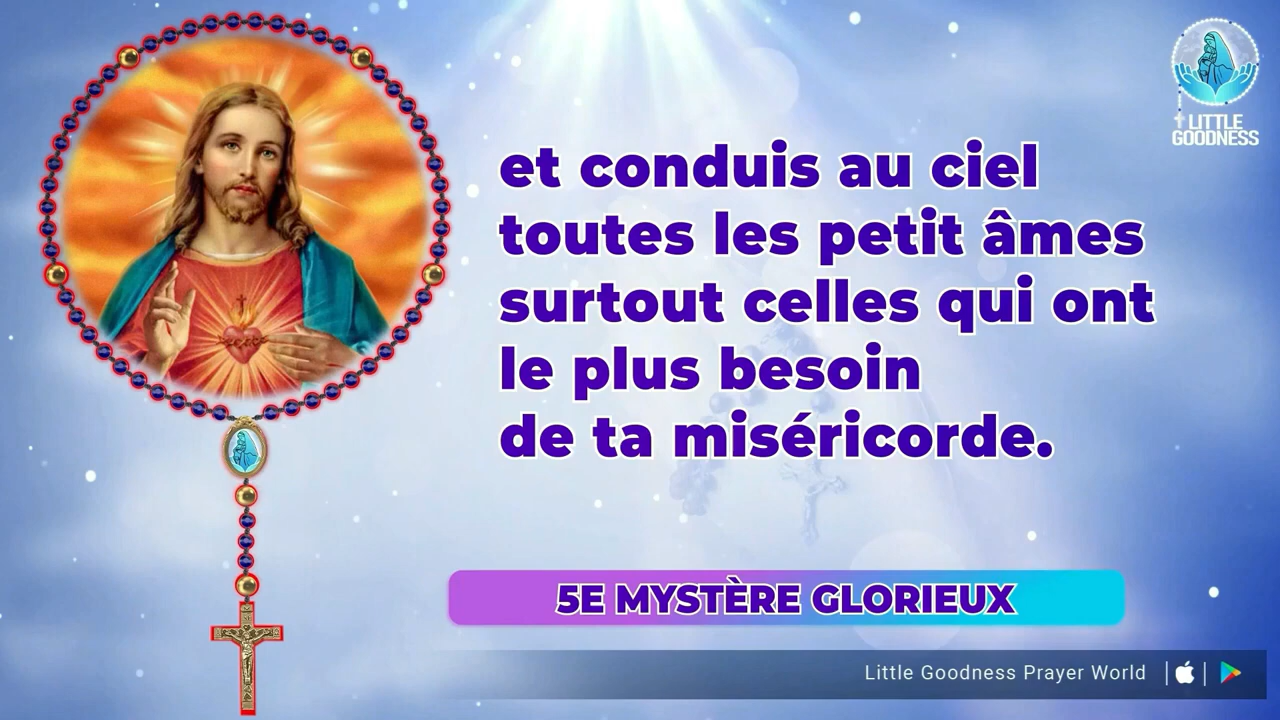 LITTLE
GOODNESS
et conduis au ciel
toutes les petit âmes
surtout celles qui ont
le plus besoin
de ta miséricorde.
5E MYSTÈRE GLORIEUX
Little Goodness Prayer World